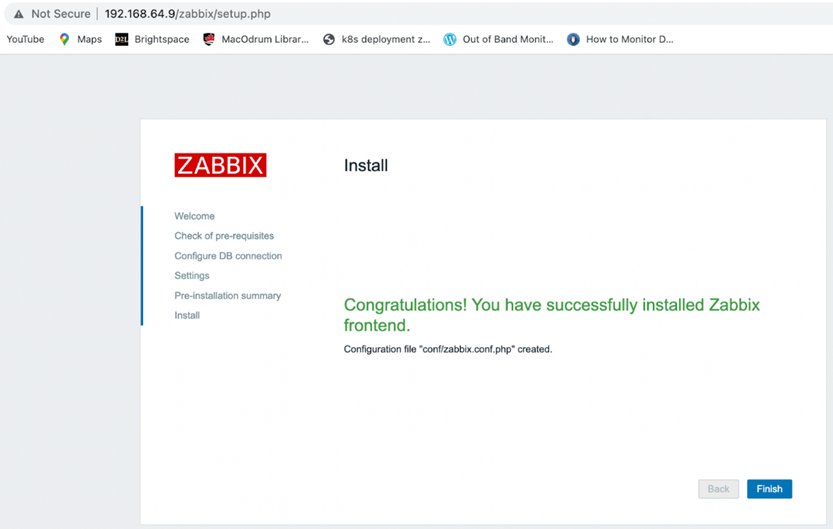 Not Secure | 192.168.64.9/zabbix/setup.php
YouTube Maps D2L Brightspace MacOdrum Librar... k8s deployment z... Out of Band Monit... How to Monitor D...
ZABBIX
Install
Welcome
Check of pre-requisites
Configure DB connection
Settings
Pre-installation summary
Install
Congratulations! You have successfully installed Zabbix
frontend.
Configuration file "conf/zabbix.conf.php" created.
Back Finish